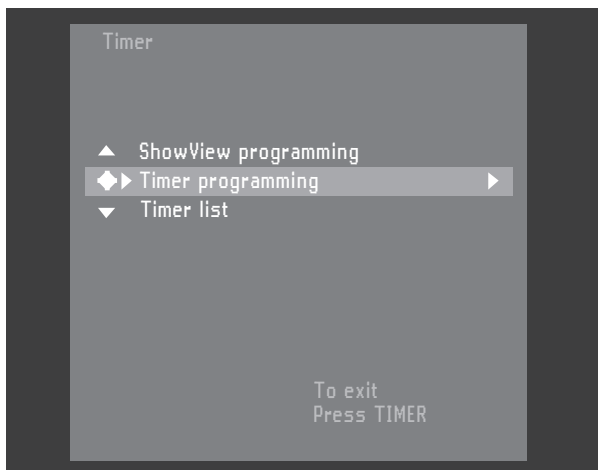 Timer
ShowView programming
Timer programming
Timer list
To exit
Press TIMER